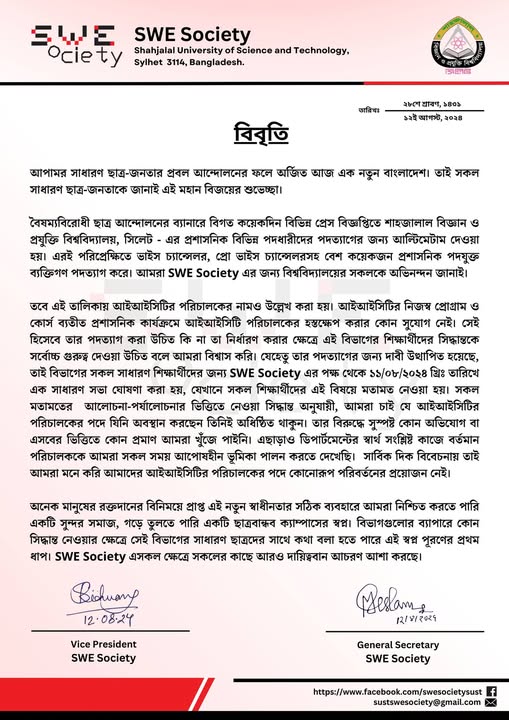 SWE
ociety
SWE Society
Shahjalal University of Science and Technology,
Sylhet 3114, Bangladesh.
তারিখঃ
২৮শে শ্রাবণ, ১৪৩১
১২ই আগস্ট, ২০২৪
বিবৃতি
আপামর সাধারণ ছাত্র-জনতার প্রবল আন্দোলনের ফলে অর্জিত আজ এক নতুন বাংলাদেশ। তাই সকল
সাধারণ ছাত্র-জনতাকে জানাই এই মহান বিজয়ের শুভেচ্ছা।
বৈষম্যবিরোধী ছাত্র আন্দোলনের ব্যানারে বিগত কয়েকদিন বিভিন্ন প্রেস বিজ্ঞপ্তিতে শাহজালাল বিজ্ঞান ও
প্রযুক্তি বিশ্ববিদ্যালয়, সিলেট - এর প্রশাসনিক বিভিন্ন পদধারীদের পদত্যাগের জন্য আল্টিমেটাম দেওয়া
হয়। এরই পরিপ্রেক্ষিতে ভাইস চ্যান্সেলর, প্রো ভাইস চ্যান্সেলরসহ বেশ কয়েকজন প্রশাসনিক পদযুক্ত
ব্যক্তিগণ পদত্যাগ করে। আমরা SWE Society এর জন্য বিশ্ববিদ্যালয়ের সকলকে অভিনন্দন জানাই।
তবে এই তালিকায় আইআইসিটির পরিচালকের নামও উল্লেখ করা হয়। আইআইসিটির নিজস্ব প্রোগ্রাম ও
কোর্স ব্যতীত প্রশাসনিক কার্যক্রমে আইআইসিটি পরিচালকের হস্তক্ষেপ করার কোন সুযোগ নেই। সেই
হিসেবে তার পদত্যাগ করা উচিত কি না তা নির্ধারণ করার ক্ষেত্রে এই বিভাগের শিক্ষার্থীদের সিদ্ধান্তকে
সর্বোচ্চ গুরুত্ব দেওয়া উচিত বলে আমরা বিশ্বাস করি। যেহেতু তার পদত্যাগের জন্য দাবী উত্থাপিত হয়েছে,
তাই বিভাগের সকল সাধারণ শিক্ষার্থীদের জন্য SWE Society এর পক্ষ থেকে ১১/০৮/২০২৪ খ্রিঃ তারিখে
এক সাধারণ সভা ঘোষণা করা হয়, যেখানে সকল শিক্ষার্থীদের এই বিষয়ে মতামত নেওয়া হয়। সকল
মতামতের আলোচনা-পর্যালোচনার ভিত্তিতে নেওয়া সিদ্ধান্ত অনুযায়ী, আমরা চাই যে আইআইসিটির
পরিচালকের পদে যিনি অবস্থান করছেন তিনিই অধিষ্ঠিত থাকুন। তার বিরুদ্ধে সুস্পষ্ট কোন অভিযোগ বা
এসবের ভিত্তিতে কোন প্রমাণ আমরা খুঁজে পাইনি। এছাড়াও ডিপার্টমেন্টের স্বার্থ সংশ্লিষ্ট কাজে বর্তমান
পরিচালককে আমরা সকল সময় আপোষহীন ভূমিকা পালন করতে দেখেছি। সার্বিক দিক বিবেচনায় তাই
আমরা মনে করি আমাদের আইআইসিটির পরিচালকের পদে কোনোরূপ পরিবর্তনের প্রয়োজন নেই।
অনেক মানুষের রক্তদানের বিনিময়ে প্রাপ্ত এই নতুন স্বাধীনতার সঠিক ব্যবহারে আমরা নিশ্চিত করতে পারি
একটি সুন্দর সমাজ, গড়ে তুলতে পারি একটি ছাত্রবান্ধব ক্যাম্পাসের স্বপ্ন। বিভাগগুলোর ব্যাপারে কোন
সিদ্ধান্ত নেওয়ার ক্ষেত্রে সেই বিভাগের সাধারণ ছাত্রদের সাথে কথা বলা হতে পারে এই স্বপ্ন পূরণের প্রথম
ধাপ। SWE Society এসকল ক্ষেত্রে সকলের কাছে আরও দায়িত্ববান আচরণ আশা করছে।
12.08.24
12/8/2024
Vice President
SWE Society
General Secretary
SWE Society
https://www.facebook.com/swesocietysust
sustswesociety@gmail.com